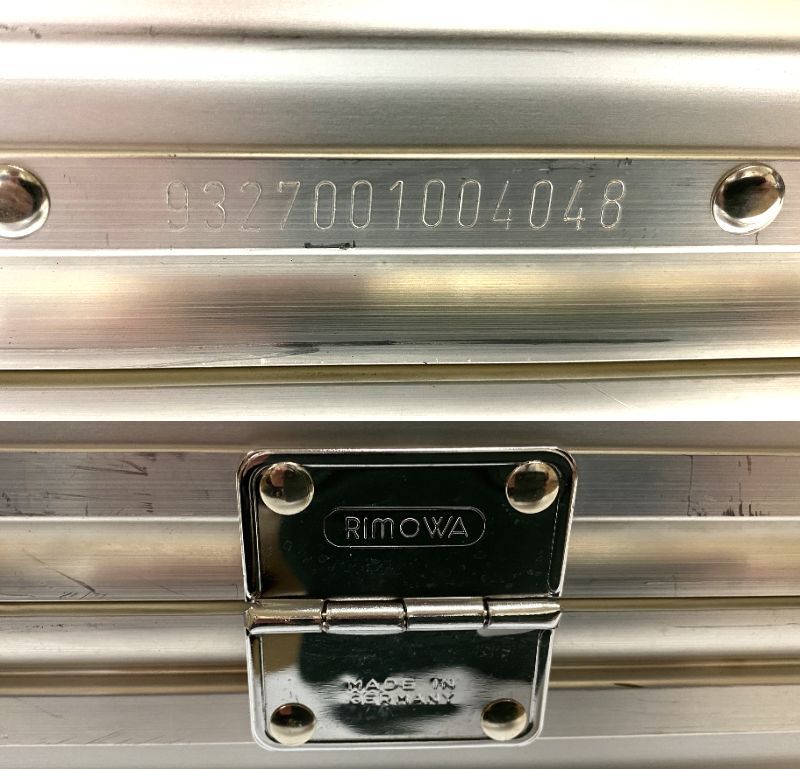 9327001004048
RIMOWA
MADE IN
GERMANY